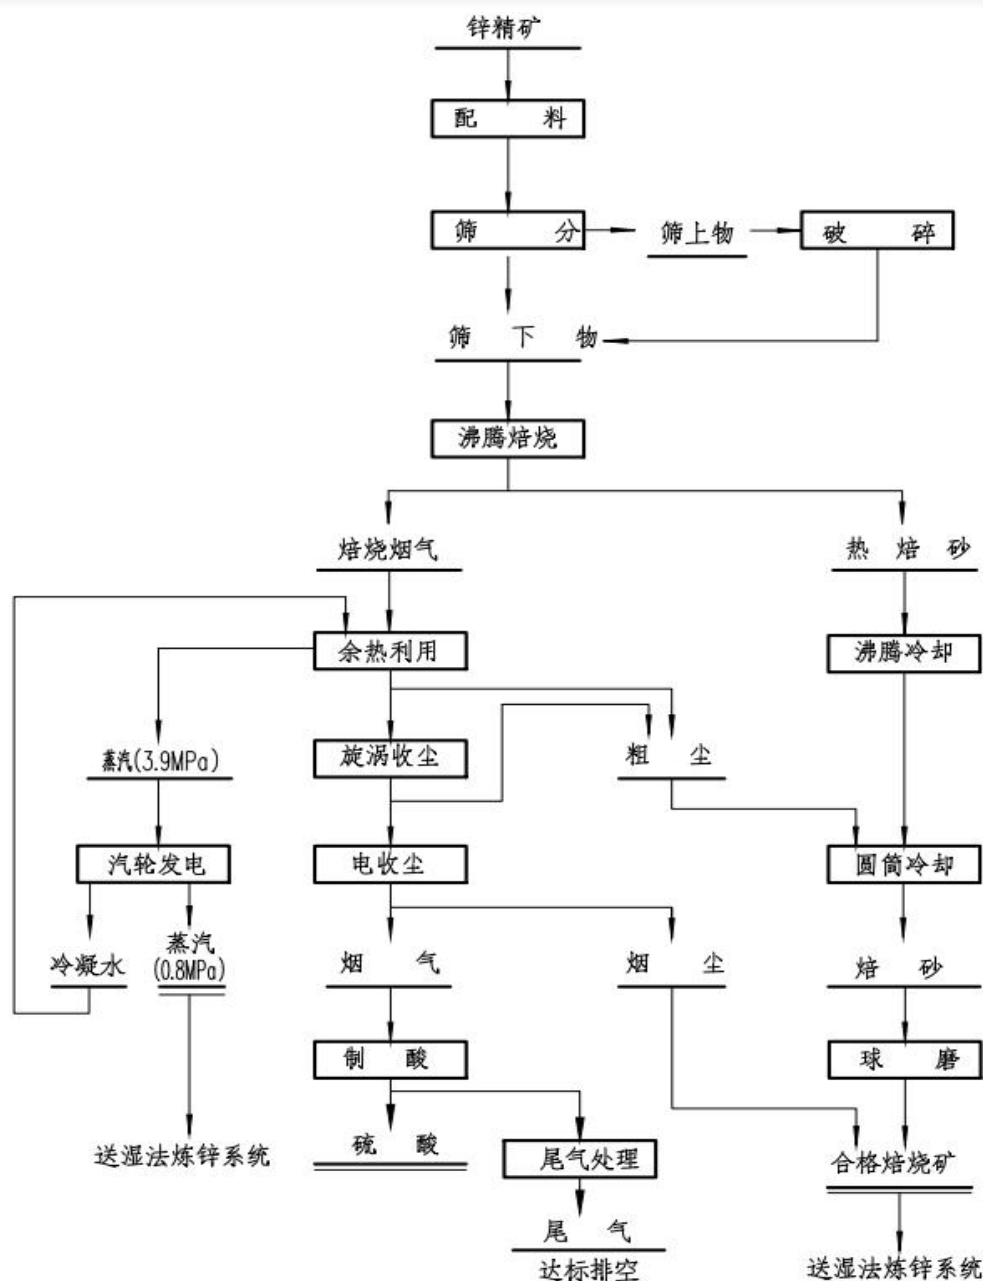 锌精矿
配料
筛分
筛上物
破碎
筛下物
沸腾焙烧
焙烧烟气
热焙砂
余热利用
沸腾冷却
蒸汽(3.9MPa)
旋涡收尘
粗尘
汽轮发电
电收尘
圆筒冷却
冷凝水
蒸汽
(0.8MPa)
烟气
烟尘
焙砂
制酸
球磨
送湿法炼锌系统
硫酸
尾气处理
合格焙烧矿
尾气
达标排空
送湿法炼锌系统